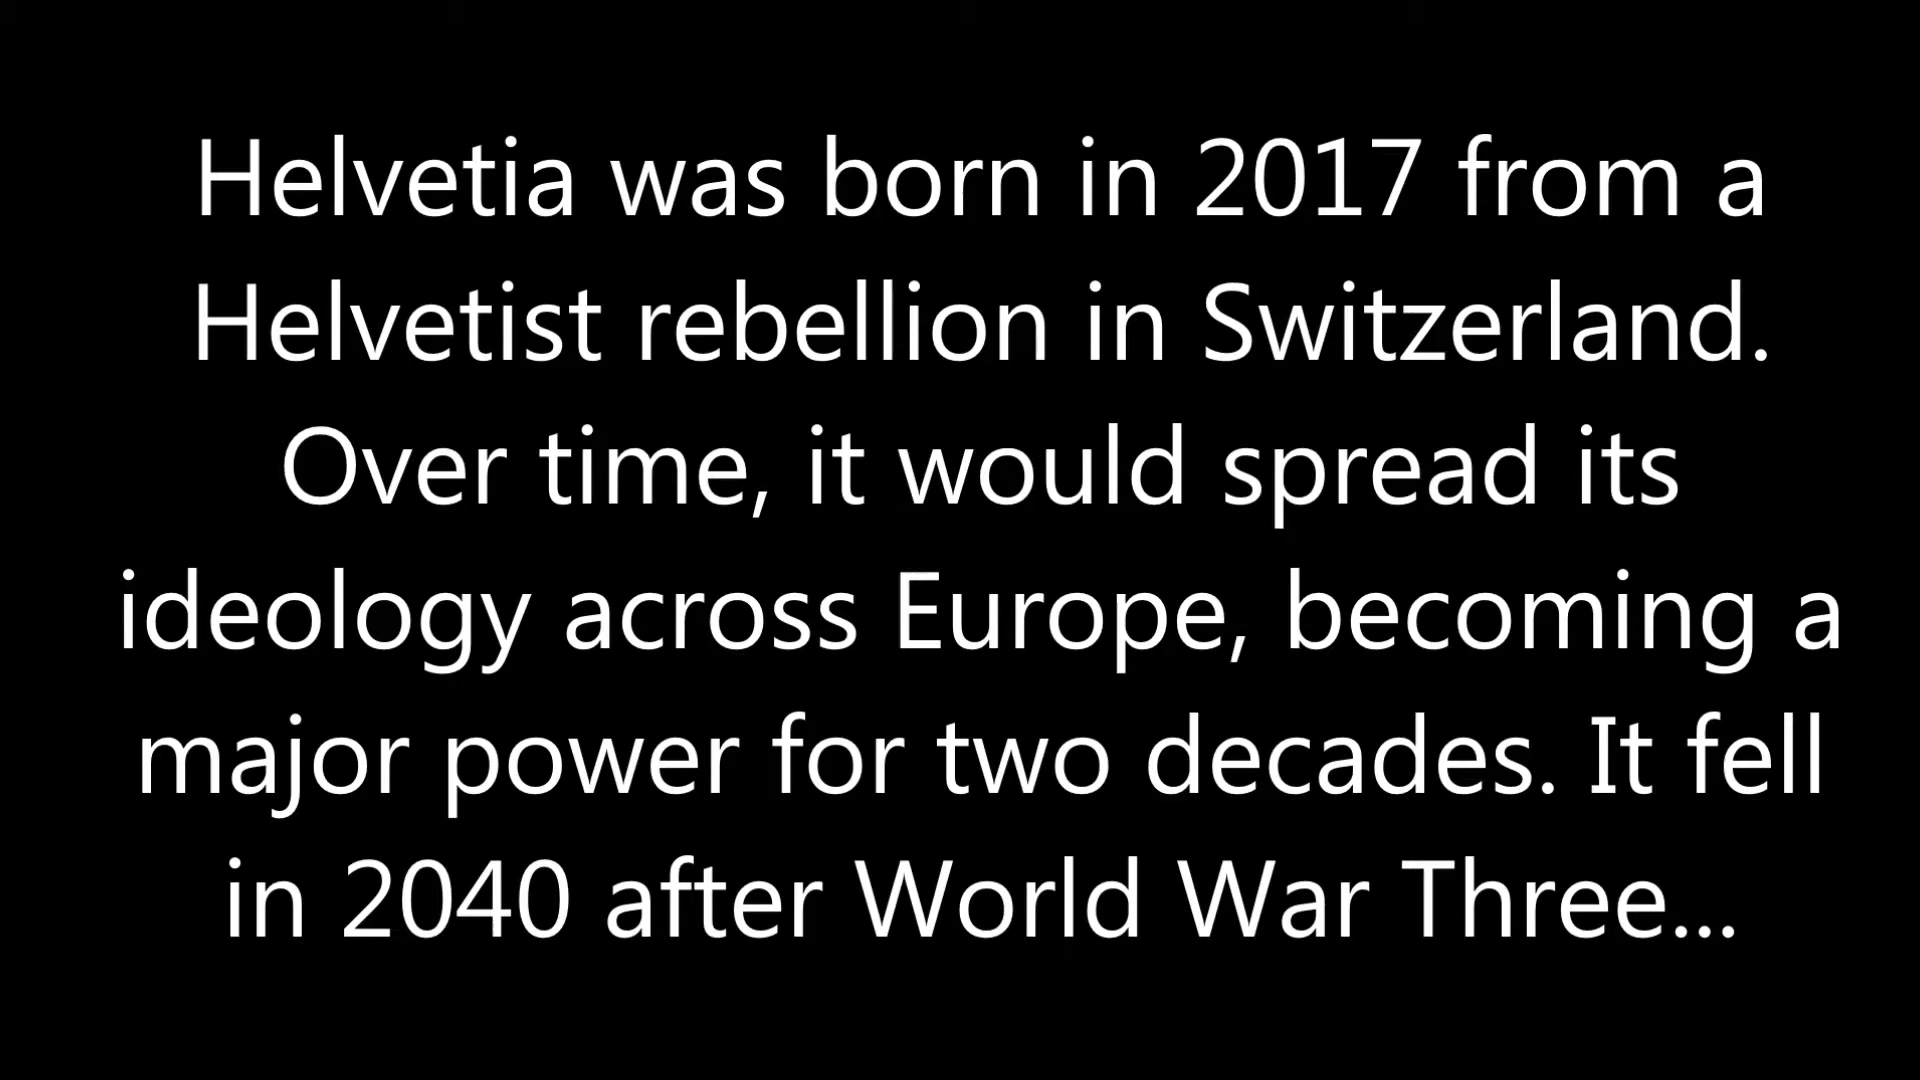 Helvetia was born in 2017 from a
Helvetist rebellion in Switzerland.
Over time, it would spread its
ideology across Europe, becoming a
major power for two decades. It fell
in 2040 after World War Three...